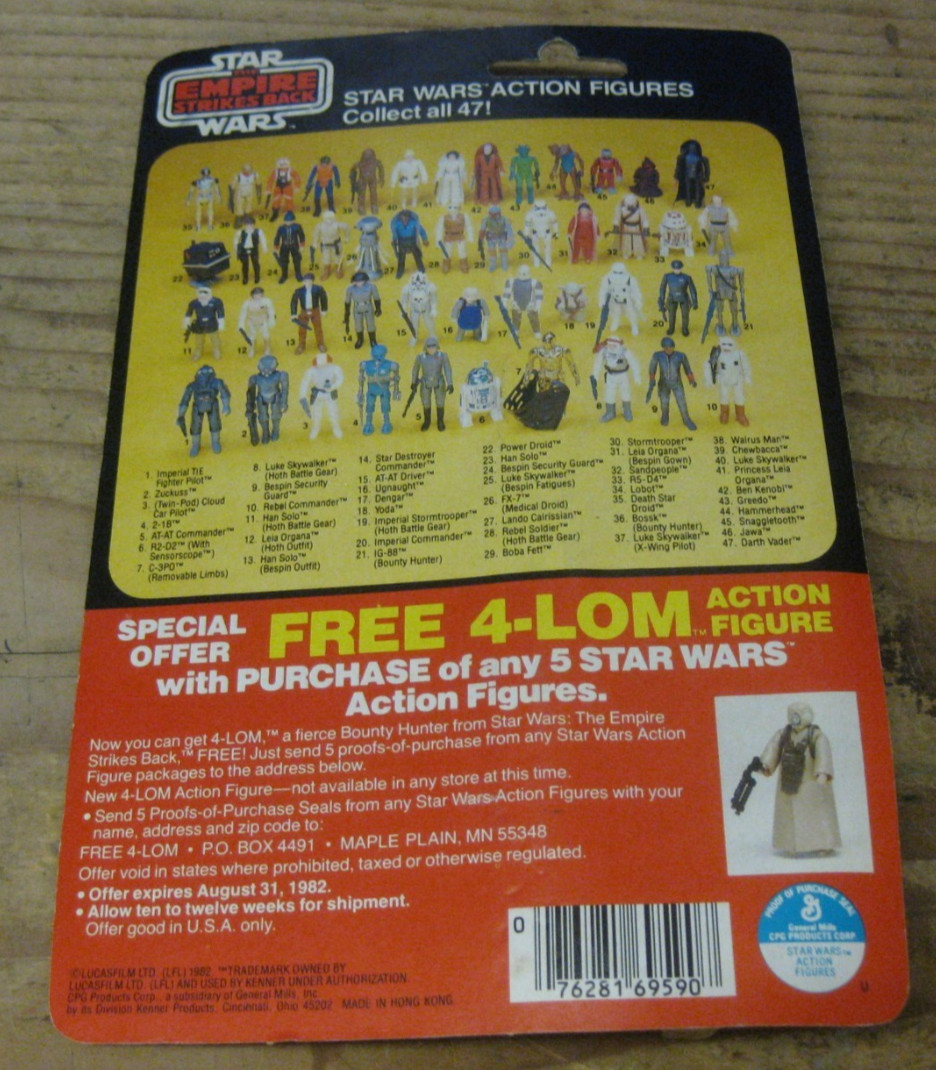 STAR
THE
EMPIRE
STRIKES BACK
WARS™
STAR WARS™ ACTION FIGURES
Collect all 47!
1. Imperial TIE
Fighter Pilot™
2. Zuckuss™
3. (Twin-Pod) Cloud
Car Pilot™
4. 2-1B™
5. AT-AT Commander™
6. R2-D2™ (With
Sensorscope™)
7. C-3PO™
(Removable Limbs)
8. Luke Skywalker™
(Hoth Battle Gear)
9. Bespin Security
Guard™
10. Rebel Commander™
11. Han Solo™
(Hoth Battle Gear)
12. Leia Organa™
(Hoth Outfit)
13. Han Solo™
(Bespin Outfit)
14. Star Destroyer
Commander™
15. AT-AT Driver™
16. Ugnaught™
17. Dengar™
18. Yoda™
19. Imperial Stormtrooper™
(Hoth Battle Gear)
20. Imperial Commander™
21. IG-88™
(Bounty Hunter)
22. Power Droid™
23. Han Solo™
24. Bespin Security Guard™
25. Luke Skywalker™
(Bespin Fatigues)
26. FX-7™
(Medical Droid)
27. Lando Calrissian™
28. Rebel Soldier™
(Hoth Battle Gear)
29. Boba Fett™
30. Stormtrooper™
31. Leia Organa™
(Bespin Gown)
32. Sandpeople™
33. R5-D4™
34. Lobot™
35. Death Star
Droid™
36. Bossk™
(Bounty Hunter)
37. Luke Skywalker™
(X-Wing Pilot)
38. Walrus Man™
39. Chewbacca™
40. Luke Skywalker™
41. Princess Leia
Organa™
42. Ben Kenobi™
43. Greedo™
44. Hammerhead™
45. Snaggletooth™
46. Jawa™
47. Darth Vader™
SPECIAL
OFFER
FREE 4-LOM™ ACTION
FIGURE
with PURCHASE of any 5 STAR WARS™
Action Figures.
Now you can get 4-LOM,™ a fierce Bounty Hunter from Star Wars: The Empire
Strikes Back,™ FREE! Just send 5 proofs-of-purchase from any Star Wars Action
Figure packages to the address below.
New 4-LOM Action Figure—not available in any store at this time.
• Send 5 Proofs-of-Purchase Seals from any Star Wars Action Figures with your
name, address and zip code to:
FREE 4-LOM • P.O. BOX 4491 • MAPLE PLAIN, MN 55348
Offer void in states where prohibited, taxed or otherwise regulated.
• Offer expires August 31, 1982.
• Allow ten to twelve weeks for shipment.
Offer good in U.S.A. only.
©LUCASFILM LTD. (LFL) 1982. ™TRADEMARK OWNED BY
LUCASFILM LTD. (LFL) AND USED BY KENNER UNDER AUTHORIZATION.
CPG Products Corp., a subsidiary of General Mills, Inc.
by its Division Kenner Products, Cincinnati, Ohio 45202 MADE IN HONG KONG
0 76281 69590
PROOF OF PURCHASE SEAL
G
General Mills
CPG PRODUCTS CORP.
STAR WARS™
ACTION
FIGURES